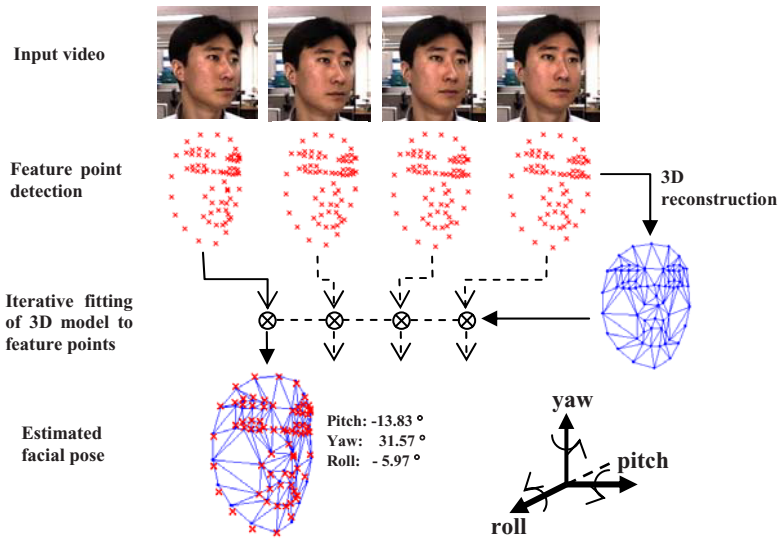 Input video
Feature point
detection
3D
reconstruction
Iterative fitting
of 3D model to
feature points
Estimated
facial pose
Pitch: -13.83 °
Yaw: 31.57 °
Roll: - 5.97 °
yaw
pitch
roll